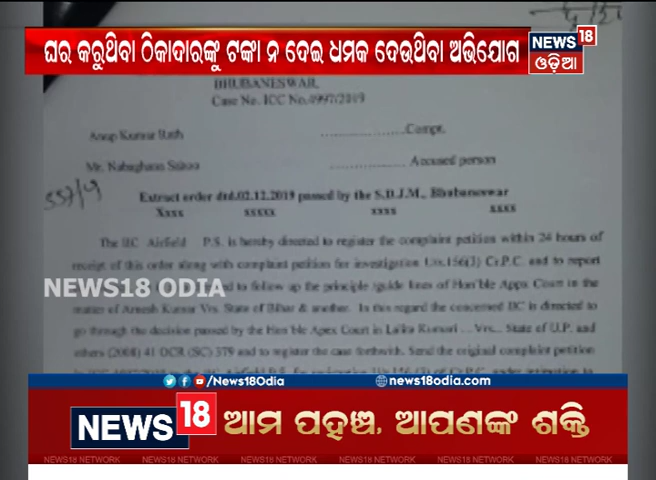 ଘର କରୁଥିବା ଠିକାଦାରଙ୍କୁ ଟଙ୍କା ନ ଦେଇ ଧମକ ଦେଉଥିବା ଅଭିଯୋଗ
NEWS18
ଓଡ଼ିଆ
BHUBANESWAR,
Case No. ICC No.4997/2019
Anup Kumar Rath ........................Compt.
Mr. Nabaghana Sahoo ..................... Accused person
Extract order dtd.02.12.2019 passed by the S.D.J.M., Bhubaneswar
Xxxx xxxxx xxxx xxxx
The IIC Airfield P.S. is hereby directed to register the complaint petition within 24 hours of
receipt of this order along with complaint petition for investigation U/s.156(3) Cr.P.C. and to report
to follow up the principle guide lines of Hon'ble Apex Court in the
matter of Arnesh Kumar Vrs. State of Bihar & another. In this regard the concerned IIC is directed to
go through the decision passed by the Hon'ble Apex Court in Lalita Kumari ... Vrs... State of U.P. and
others (2008) 41 OCR (SC) 379 and to register the case forthwith. Send the original complaint petition
NEWS18 ODIA
/News18Odia
news18odia.com
NEWS18
ଆମ ପହଞ୍ଚ, ଆପଣଙ୍କ ଶକ୍ତି
NEWS18 NETWORK NEWS18 NETWORK NEWS18 NETWORK NEWS18 NETWORK NEWS18 NETWORK NEWS18 NETWORK